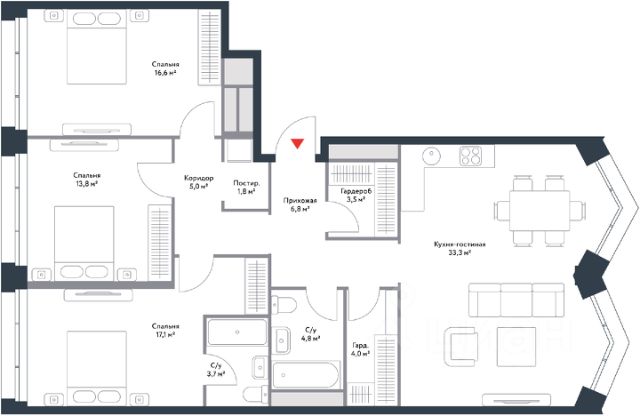 Спальня
16,6 м²
Спальня
13,8 м²
Коридор
5,0 м²
Постир.
1,8 м²
Прихожая
6,8 м²
Гардероб
3,5 м²
Кухня-гостиная
33,3 м²
Спальня
17,1 м²
С/у
3,7 м²
С/у
4,8 м²
Гард.
4,0 м²